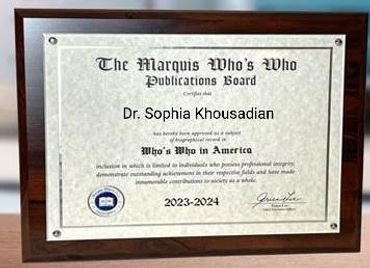 The Marquis Who's Who
Publications Board
Certifies that
Dr. Sophia Khousadian
has hereby been approved as a subject
of biographical record in
Who's Who in America
inclusion in which is limited to individuals who possess professional integrity,
demonstrate outstanding achievement in their respective fields and have made
innumerable contributions to society as a whole.
2023-2024